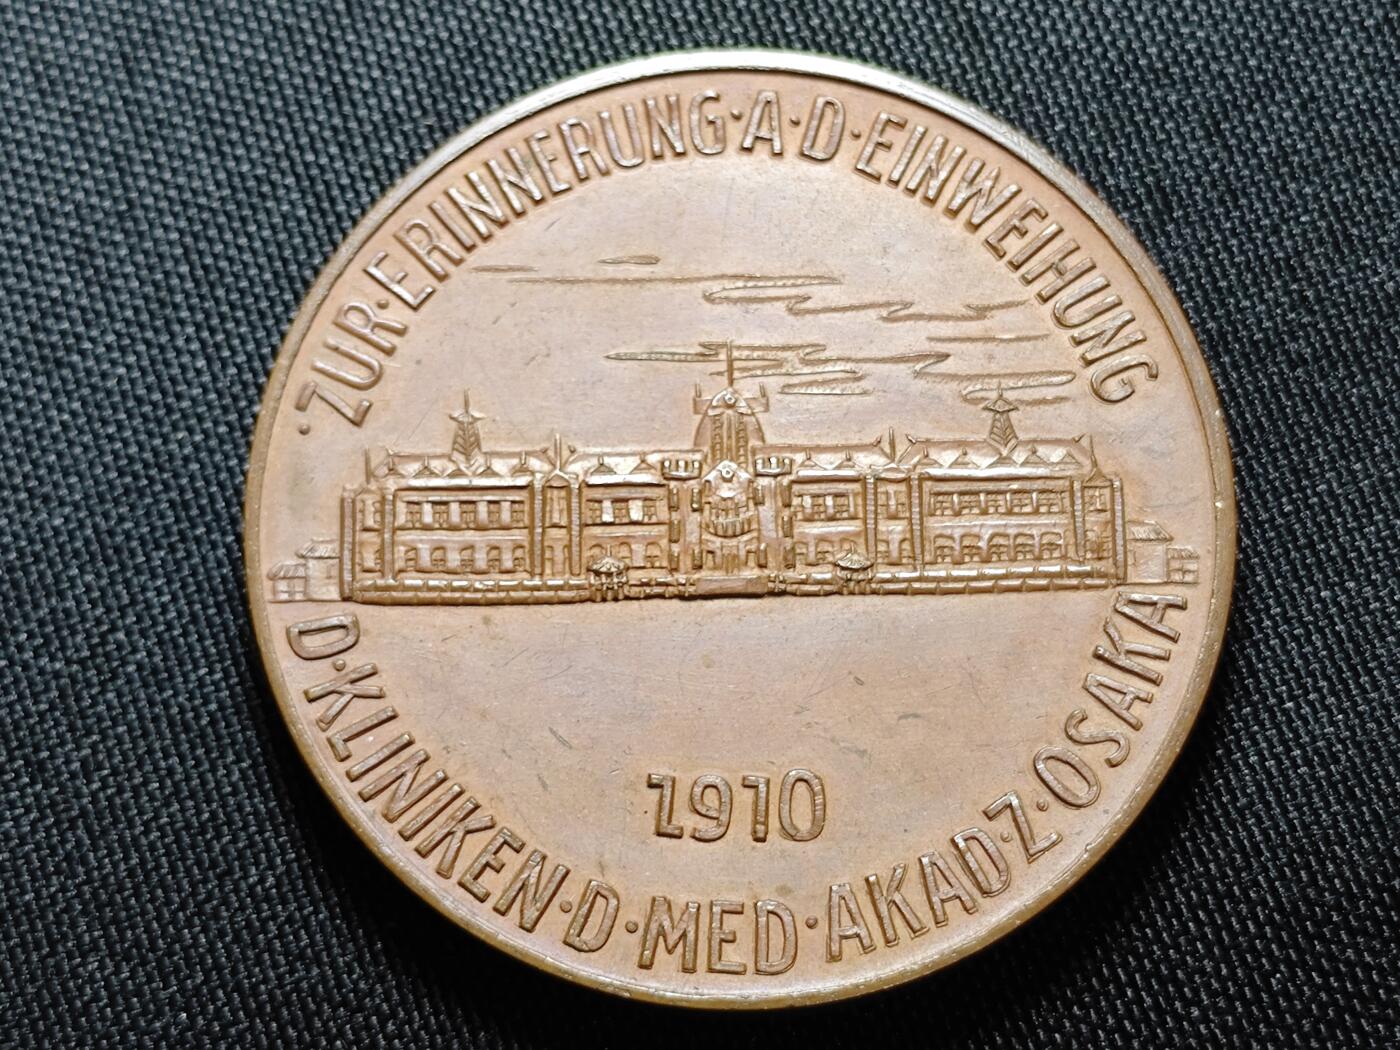 ·ZUR·ERINNERUNG·A·D·EINWEIHUNG
D·KLINIKEN·D·MED·AKAD·Z·OSAKA
1910